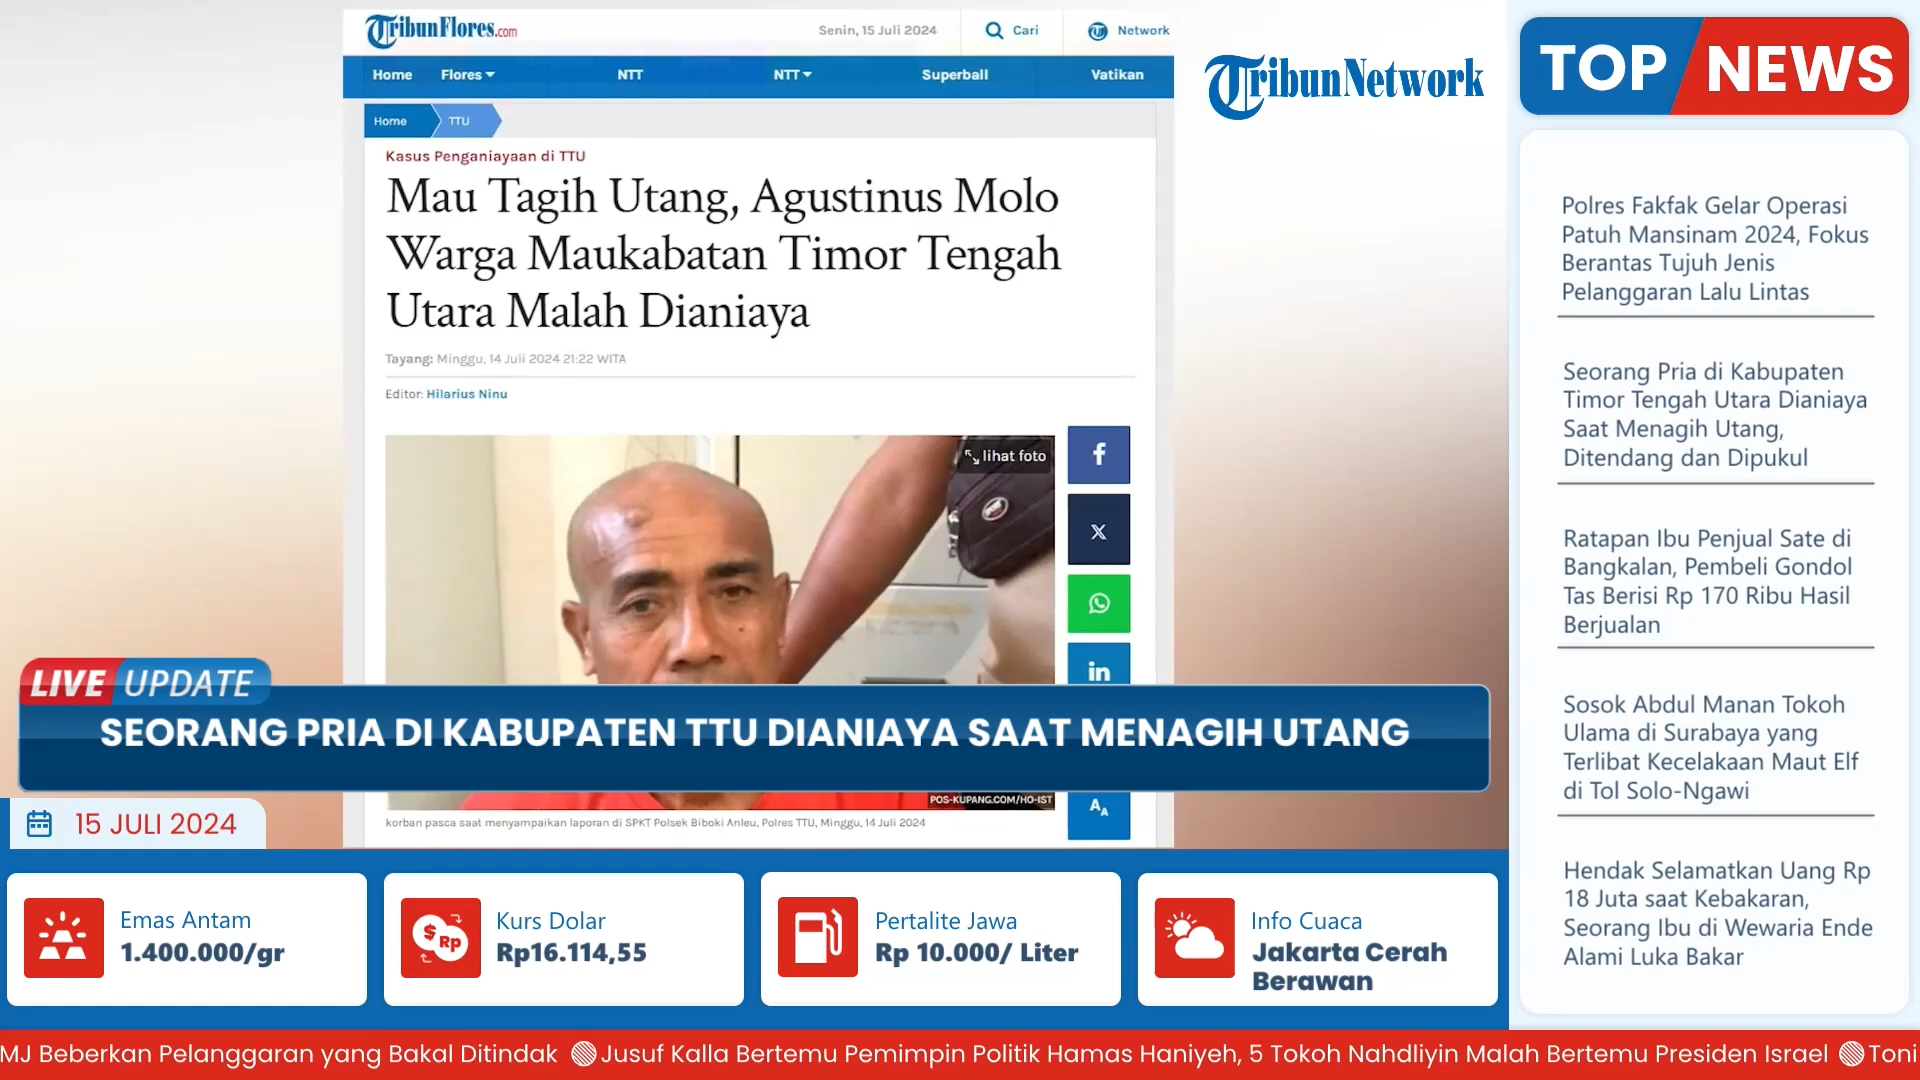 TribunFlores.com
Senin, 15 Juli 2024
Cari
Network
Home
Flores
NTT
NTT
Superball
Vatikan
Home
TTU
Kasus Penganiayaan di TTU
Mau Tagih Utang, Agustinus Molo
Warga Maukabatan Timor Tengah
Utara Malah Dianiaya
Tayang: Minggu, 14 Juli 2024 21:22 WITA
Editor: Hilarius Ninu
lihat foto
f
X
in
POS-KUPANG.COM/HO-IST
AA
korban pasca saat menyampaikan laporan di SPKT Polsek Biboki Anleu, Polres TTU, Minggu, 14 Juli 2024
TribunNetwork
LIVE UPDATE
SEORANG PRIA DI KABUPATEN TTU DIANIAYA SAAT MENAGIH UTANG
15 JULI 2024
Emas Antam
1.400.000/gr
$ Rp
Kurs Dolar
Rp16.114,55
Pertalite Jawa
Rp 10.000/ Liter
Info Cuaca
Jakarta Cerah
Berawan
TOP NEWS
Polres Fakfak Gelar Operasi
Patuh Mansinam 2024, Fokus
Berantas Tujuh Jenis
Pelanggaran Lalu Lintas
Seorang Pria di Kabupaten
Timor Tengah Utara Dianiaya
Saat Menagih Utang,
Ditendang dan Dipukul
Ratapan Ibu Penjual Sate di
Bangkalan, Pembeli Gondol
Tas Berisi Rp 170 Ribu Hasil
Berjualan
Sosok Abdul Manan Tokoh
Ulama di Surabaya yang
Terlibat Kecelakaan Maut Elf
di Tol Solo-Ngawi
Hendak Selamatkan Uang Rp
18 Juta saat Kebakaran,
Seorang Ibu di Wewaria Ende
Alami Luka Bakar
MJ Beberkan Pelanggaran yang Bakal Ditindak Jusuf Kalla Bertemu Pemimpin Politik Hamas Haniyeh, 5 Tokoh Nahdliyin Malah Bertemu Presiden Israel Toni